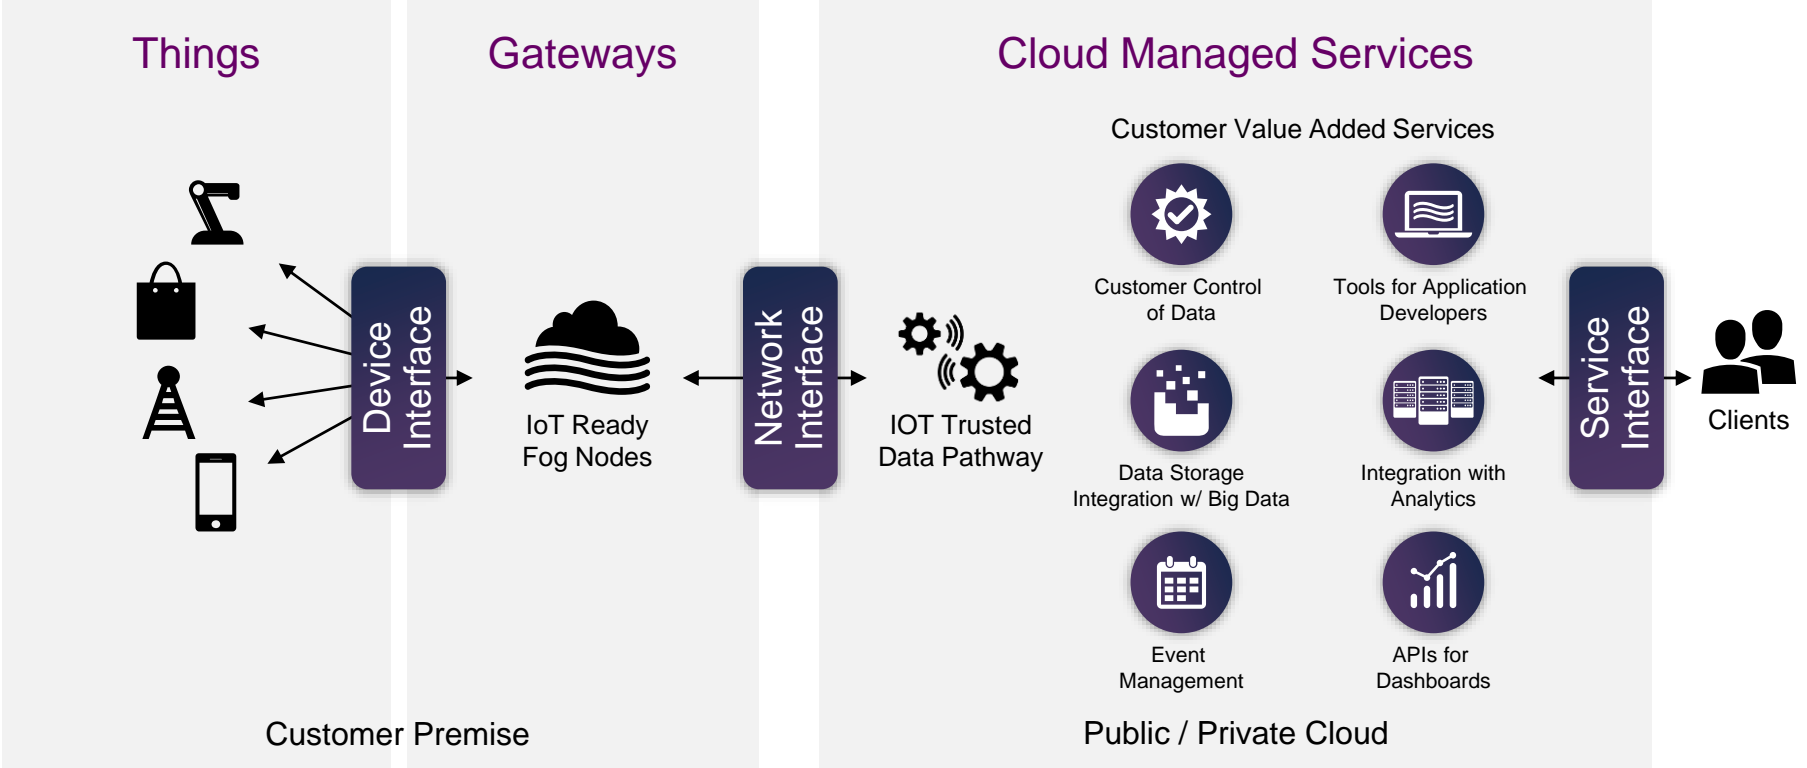 Things
Gateways
Cloud Managed Services
Customer Value Added Services
Customer Control
of Data
Tools for Application
Developers
Device
Interface
IoT Ready
Fog Nodes
Network
Interface
IOT Trusted
Data Pathway
Data Storage
Integration w/ Big Data
Integration with
Analytics
Service
Interface
Clients
Event
Management
APIs for
Dashboards
Customer Premise
Public / Private Cloud